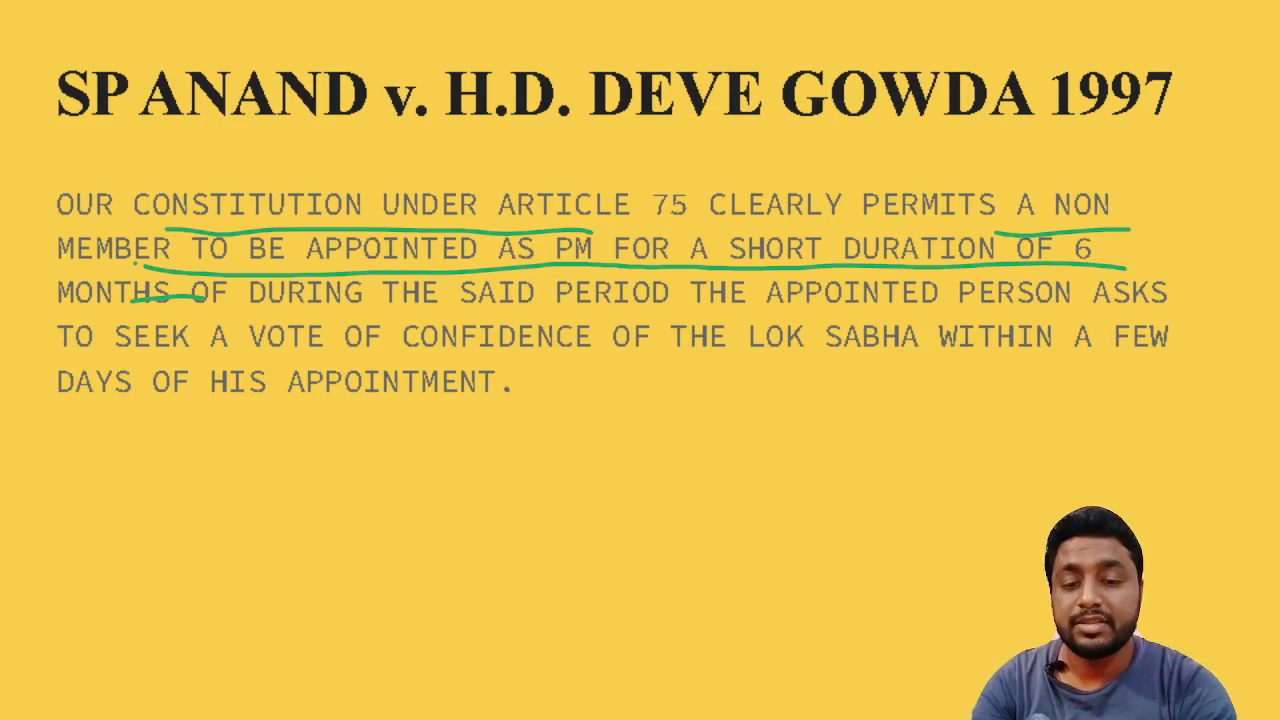 SP ANAND v. H.D. DEVE GOWDA 1997
OUR CONSTITUTION UNDER ARTICLE 75 CLEARLY PERMITS A NON
MEMBER TO BE APPOINTED AS PM FOR A SHORT DURATION OF 6
MONTHS OF DURING THE SAID PERIOD THE APPOINTED PERSON ASKS
TO SEEK A VOTE OF CONFIDENCE OF THE LOK SABHA WITHIN A FEW
DAYS OF HIS APPOINTMENT.